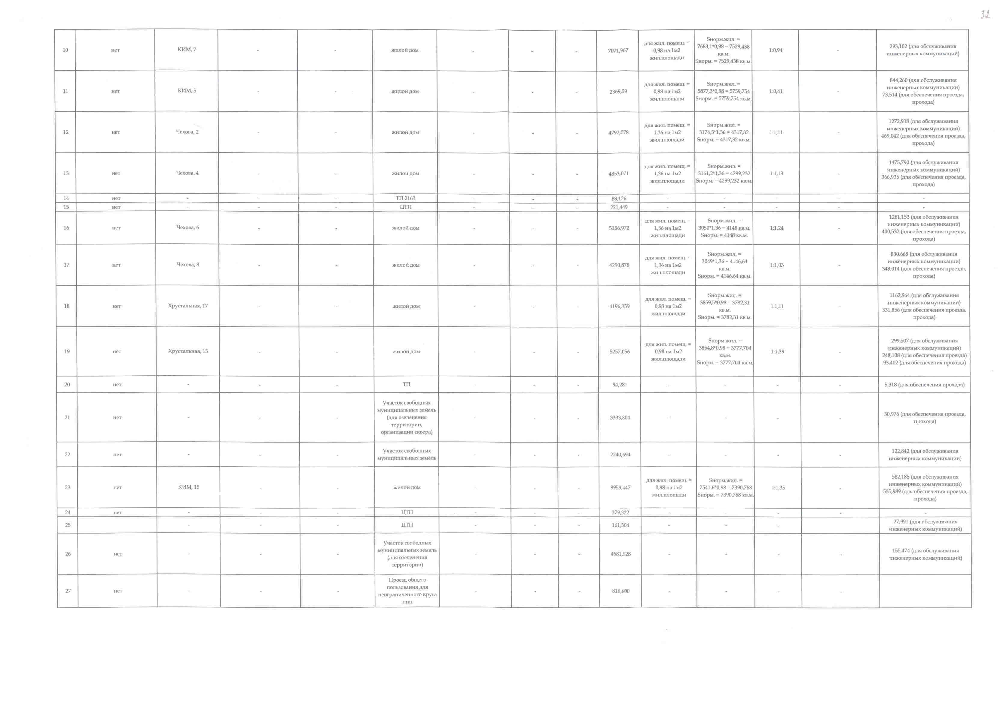 32
10 нет КИМ, 7 - - жилой дом - - - 7071,967 для жил. помещ. = 0,98 на 1м2 жил.площади Sнорм.жил. = 7683,1*0,98 = 7529,438 кв.м. Sнорм. = 7529,438 кв.м. 1:0,94 - 293,102 (для обслуживания инженерных коммуникаций)
11 нет КИМ, 5 - - жилой дом - - - 2369,59 для жил. помещ. = 0,98 на 1м2 жил.площади Sнорм.жил. = 5877,3*0,98 = 5759,754 Sнорм. = 5759,754 кв.м. 1:0,41 - 844,260 (для обслуживания инженерных коммуникаций) 73,514 (для обеспечения проезда, прохода)
12 нет Чехова, 2 - - жилой дом - - - 4792,078 для жил. помещ. = 1,36 на 1м2 жил.площади Sнорм.жил. = 3174,5*1,36 = 4317,32 Sнорм. = 4317,32 кв.м. 1:1,11 - 1272,938 (для обслуживания инженерных коммуникаций) 469,042 (для обеспечения проезда, прохода)
13 нет Чехова, 4 - - жилой дом - - - 4853,071 для жил. помещ. = 1,36 на 1м2 жил.площади Sнорм.жил. = 3161,2*1,36 = 4299,232 Sнорм. = 4299,232 кв.м. 1:1,13 - 1475,790 (для обслуживания инженерных коммуникаций) 366,935 (для обеспечения проезда, прохода)
14 нет - - - ТП 2163 - - - 88,126 - - - - -
15 нет - - - ЦТП - - - 221,449 - - - - -
16 нет Чехова, 6 - - жилой дом - - - 5156,972 для жил. помещ. = 1,36 на 1м2 жил.площади Sнорм.жил. = 3050*1,36 = 4148 кв.м. Sнорм. = 4148 кв.м. 1:1,24 - 1281,153 (для обслуживания инженерных коммуникаций) 400,532 (для обеспечения проезда, прохода)
17 нет Чехова, 8 - - жилой дом - - - 4290,878 для жил. помещ. = 1,36 на 1м2 жил.площади Sнорм.жил. = 3049*1,36 = 4146,64 кв.м. Sнорм. = 4146,64 кв.м. 1:1,03 - 830,668 (для обслуживания инженерных коммуникаций) 348,014 (для обеспечения проезда, прохода)
18 нет Хрустальная, 17 - - жилой дом - - - 4196,359 для жил. помещ. = 0,98 на 1м2 жил.площади Sнорм.жил. = 3859,5*0,98 = 3782,31 кв.м. Sнорм. = 3782,31 кв.м. 1:1,11 - 1162,964 (для обслуживания инженерных коммуникаций) 331,856 (для обеспечения проезда, прохода)
19 нет Хрустальная, 15 - - жилой дом - - - 5257,056 для жил. помещ. = 0,98 на 1м2 жил.площади Sнорм.жил. = 3854,8*0,98 = 3777,704 кв.м. Sнорм. = 3777,704 кв.м. 1:1,39 - 299,507 (для обслуживания инженерных коммуникаций) 248,108 (для обеспечения проезда) 93,402 (для обеспечения прохода)
20 нет - - - ТП - - - 94,281 - - - - 5,318 (для обеспечения прохода)
21 нет - - - Участок свободных муниципальных земель (для озеленения территории, организации сквера) - - - 3333,804 - - - - 30,976 (для обеспечения проезда, прохода)
22 нет - - - Участок свободных муниципальных земель - - - 2240,694 - - - - 122,842 (для обслуживания инженерных коммуникаций)
23 нет КИМ, 15 - - жилой дом - - - 9959,447 для жил. помещ. = 0,98 на 1м2 жил.площади Sнорм.жил. = 7541,6*0,98 = 7390,768 Sнорм. = 7390,768 кв.м. 1:1,35 - 582,185 (для обслуживания инженерных коммуникаций) 535,989 (для обеспечения проезда, прохода)
24 нет - - - ЦТП - - - 379,322 - - - - -
25 - - - ЦТП - - - 161,504 - - - 27,991 (для обслуживания инженерных коммуникаций)
26 нет - - - Участок свободных муниципальных земель (для озеленения территории) - - - 4681,528 - - - - 155,474 (для обслуживания инженерных коммуникаций)
27 нет - - - Проезд общего пользования для неограниченного круга лиц - - - 816,600 - - - -